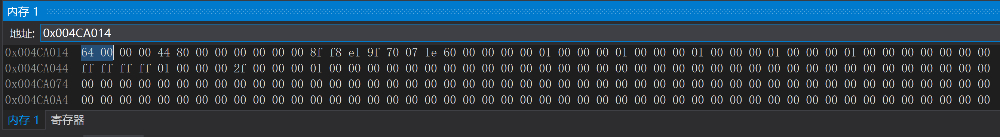 内存 1
地址: 0x004CA014
0x004CA014 64 00 00 00 44 80 00 00 00 00 00 00 8f f8 e1 9f 70 07 1e 60 00 00 00 00 01 00 00 00 01 00 00 00 01 00 00 00 01 00 00 00 01 00 00 00 00 00 00 00
0x004CA044 ff ff ff ff 01 00 00 00 2f 00 00 00 01 00 00 00 00 00 00 00 00 00 00 00 00 00 00 00 00 00 00 00 00 00 00 00 00 00 00 00 00 00 00 00 00 00 00 00
0x004CA074 00 00 00 00 00 00 00 00 00 00 00 00 00 00 00 00 00 00 00 00 00 00 00 00 00 00 00 00 00 00 00 00 00 00 00 00 00 00 00 00 00 00 00 00 00 00 00 00
0x004CA0A4 00 00 00 00 00 00 00 00 00 00 00 00 00 00 00 00 00 00 00 00 00 00 00 00 00 00 00 00 00 00 00 00 00 00 00 00 00 00 00 00 00 00 00 00 00 00 00 00
内存 1 寄存器